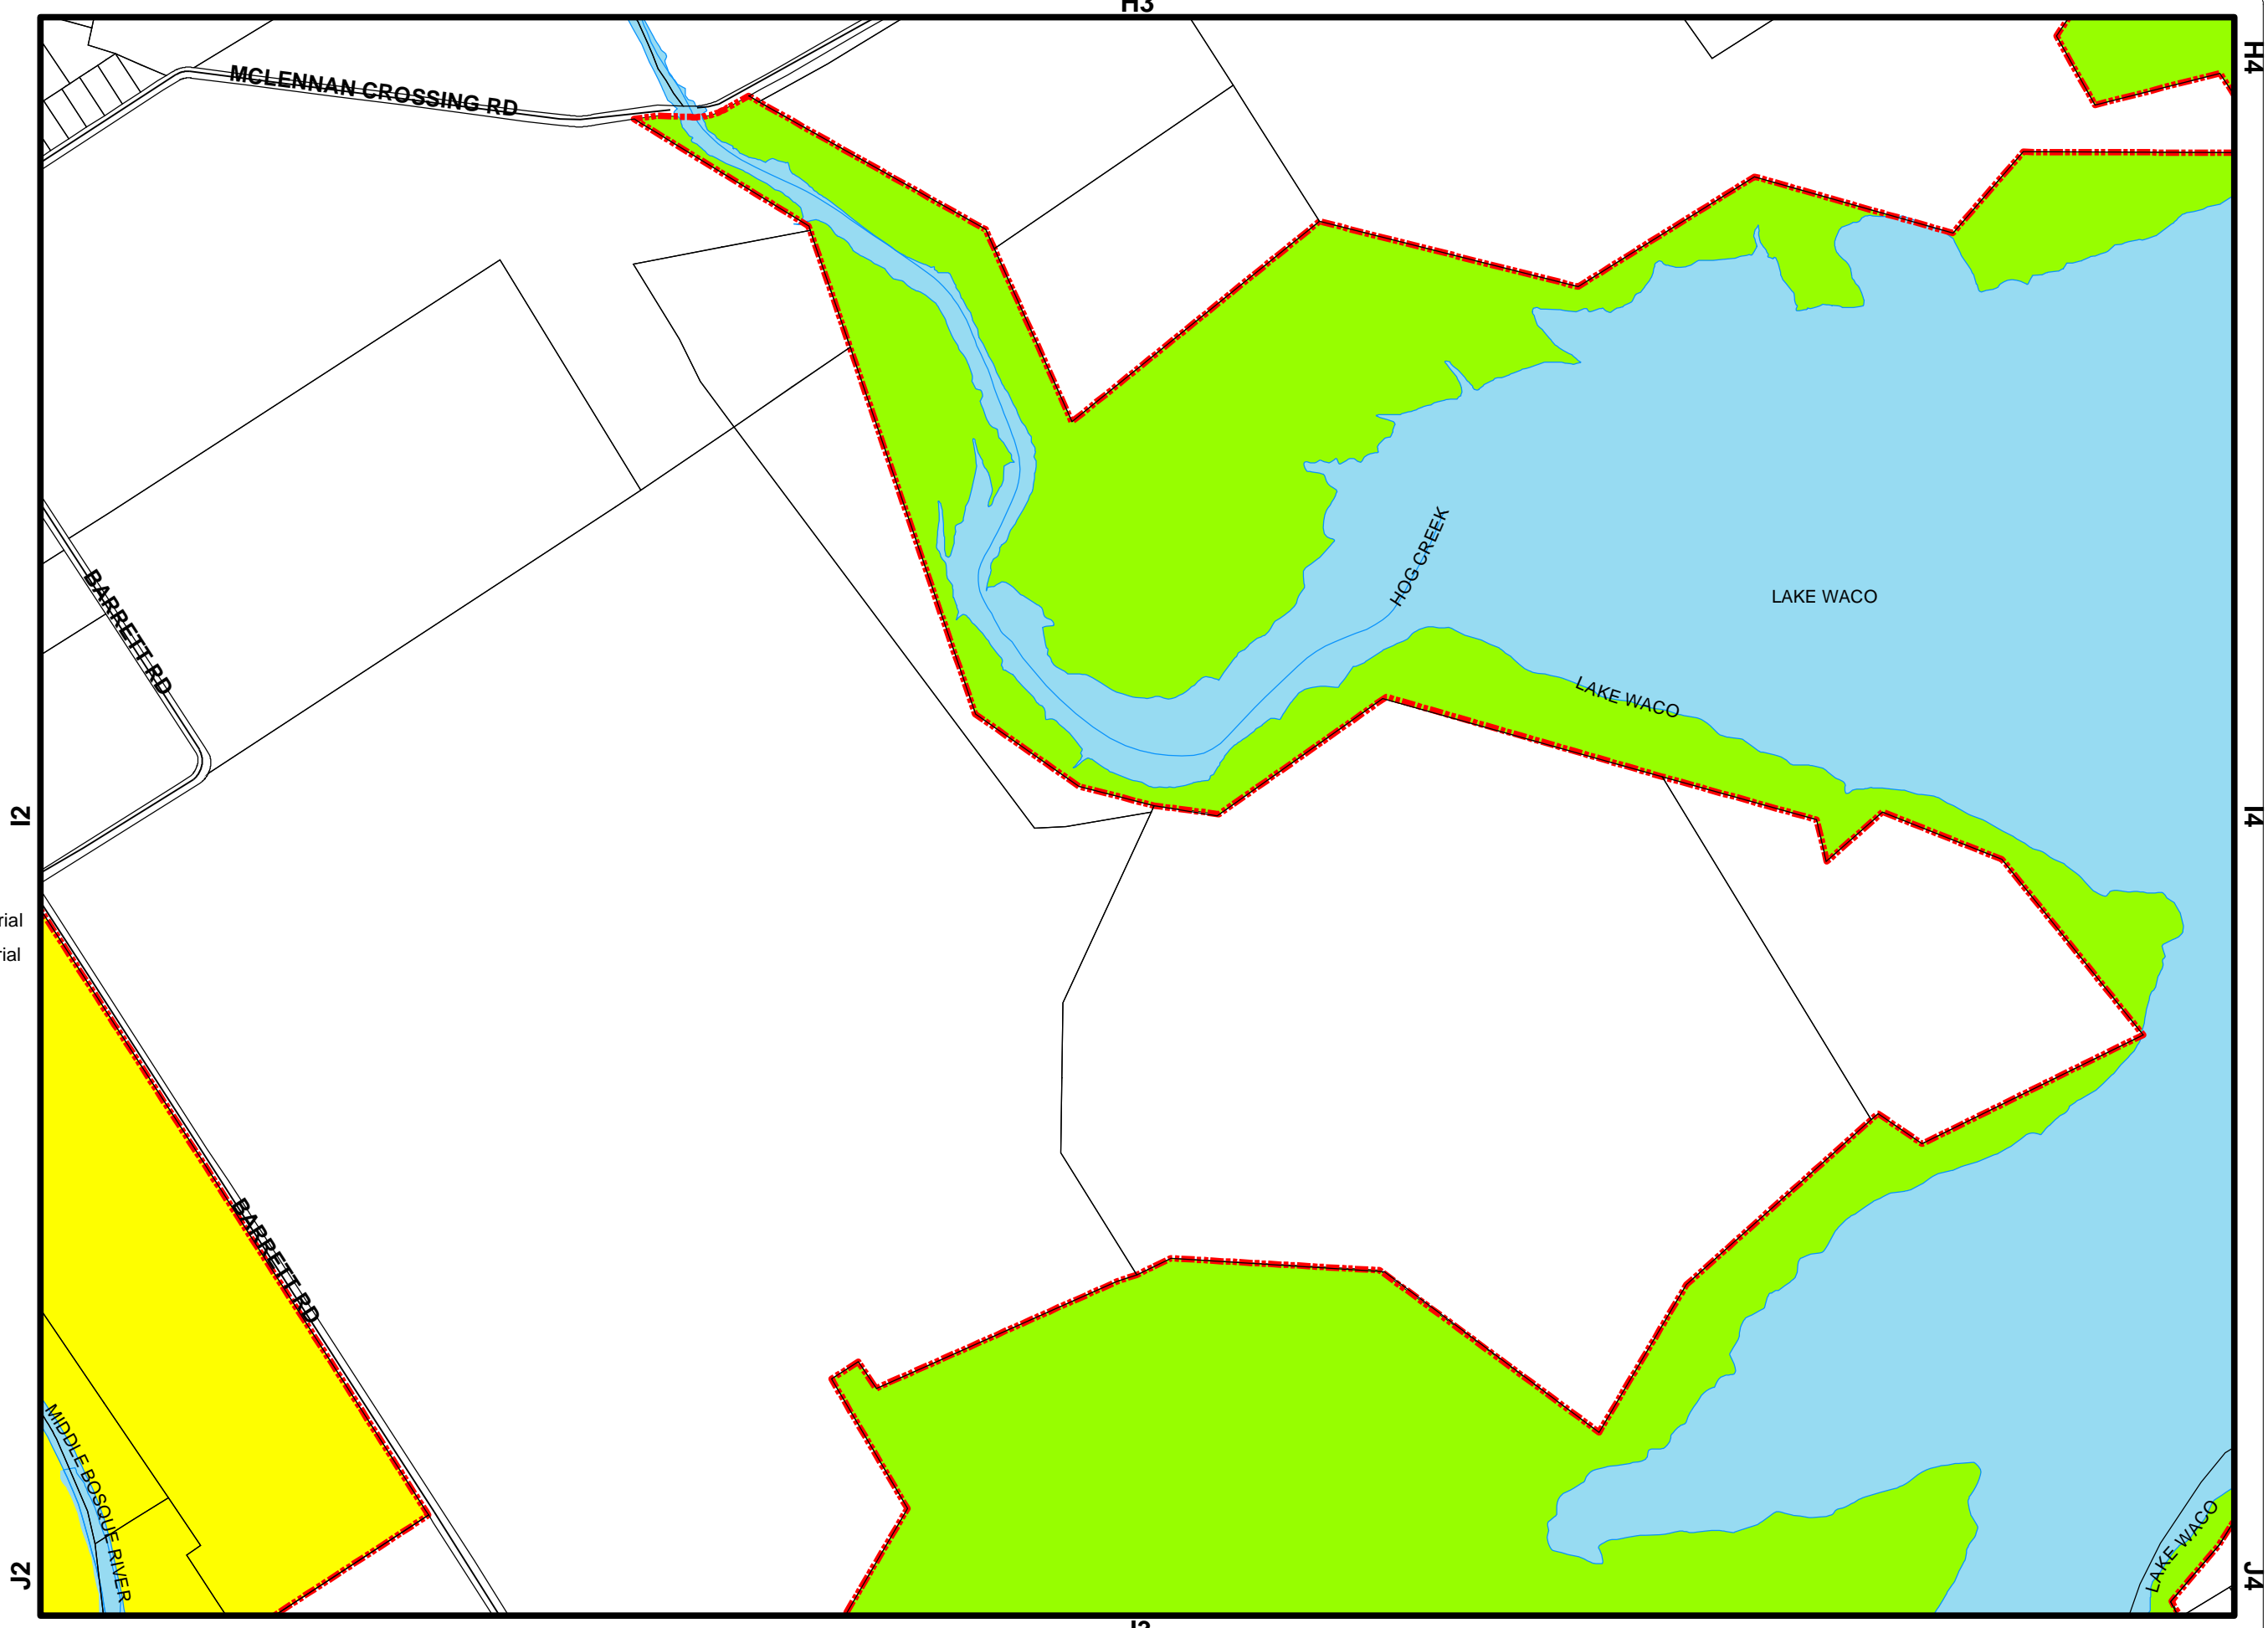 H3
H4
MCLENNAN CROSSING RD
HOG CREEK
LAKE WACO
BARRETT RD
LAKE WACO
I2
I4
rial
rial
BARRETT RD
MIDDLE BOSQUE RIVER
LAKE WACO
J2
J4